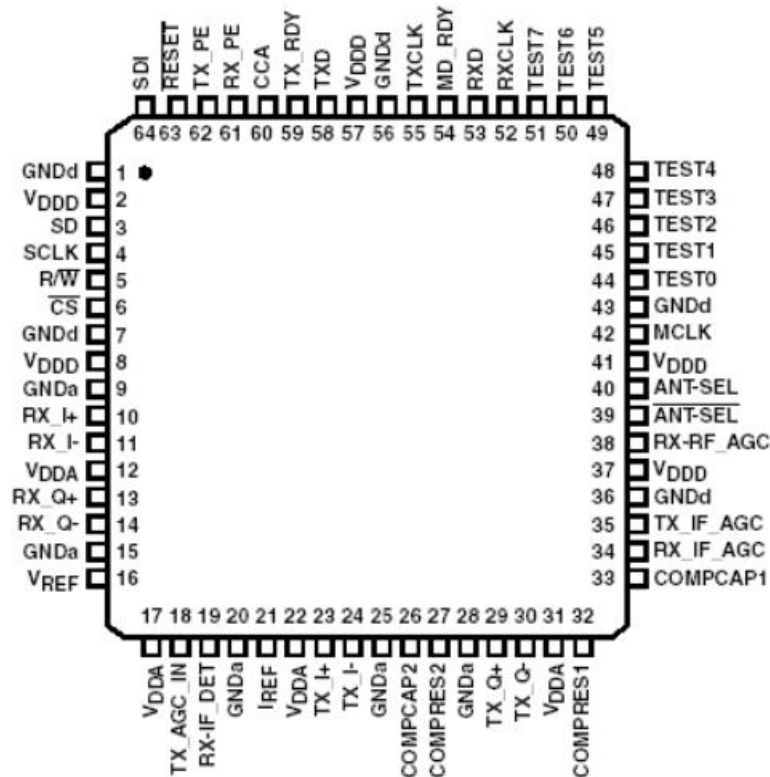 SDI
RESET
TX_PE
RX_PE
CCA
TX_RDY
TXD
VDDD
GNDd
TXCLK
MD_RDY
RXD
RXCLK
TEST7
TEST6
TEST5
64 63 62 61 60 59 58 57 56 55 54 53 52 51 50 49
GNDd 1
VDDD 2
SD 3
SCLK 4
R/W 5
CS 6
GNDd 7
VDDD 8
GNDa 9
RX_I+ 10
RX_I- 11
VDDA 12
RX_Q+ 13
RX_Q- 14
GNDa 15
VREF 16
48 TEST4
47 TEST3
46 TEST2
45 TEST1
44 TEST0
43 GNDd
42 MCLK
41 VDDD
40 ANT-SEL
39 ANT-SEL
38 RX-RF_AGC
37 VDDD
36 GNDd
35 TX_IF_AGC
34 RX_IF_AGC
33 COMPCAP1
17 18 19 20 21 22 23 24 25 26 27 28 29 30 31 32
VDDA
TX_AGC_IN
RX-IF_DET
GNDa
IREF
VDDA
TX_I+
TX_I-
GNDa
COMPCAP2
COMPRES2
GNDa
TX_Q+
TX_Q-
VDDA
COMPRES1